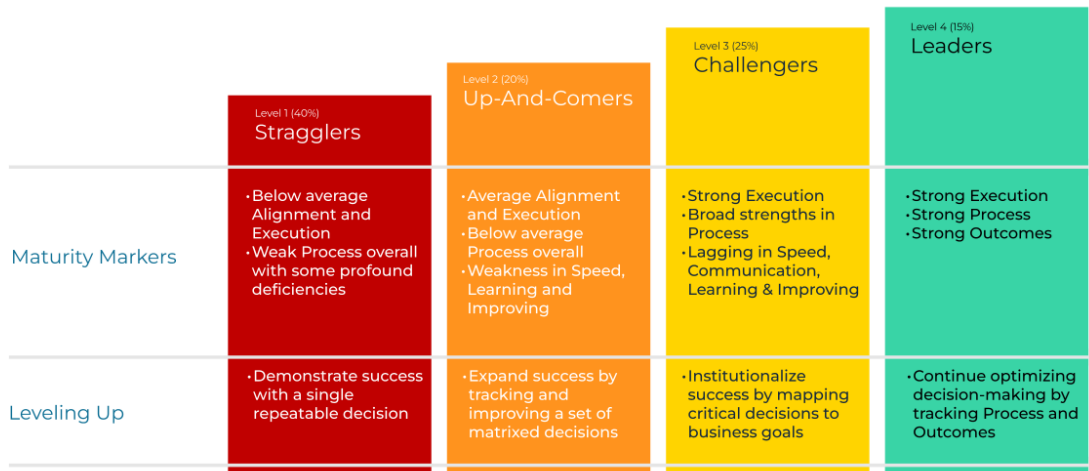 Level 1 (40%)
Stragglers
Level 2 (20%)
Up-And-Comers
Level 3 (25%)
Challengers
Level 4 (15%)
Leaders
Maturity Markers
•Below average
Alignment and
Execution
•Weak Process overall
with some profound
deficiencies
•Average Alignment
and Execution
•Below average
Process overall
•Weakness in Speed,
Learning and
Improving
•Strong Execution
•Broad strengths in
Process
•Lagging in Speed,
Communication,
Learning & Improving
•Strong Execution
•Strong Process
•Strong Outcomes
Leveling Up
•Demonstrate success
with a single
repeatable decision
•Expand success by
tracking and
improving a set of
matrixed decisions
•Institutionalize
success by mapping
critical decisions to
business goals
•Continue optimizing
decision-making by
tracking Process and
Outcomes